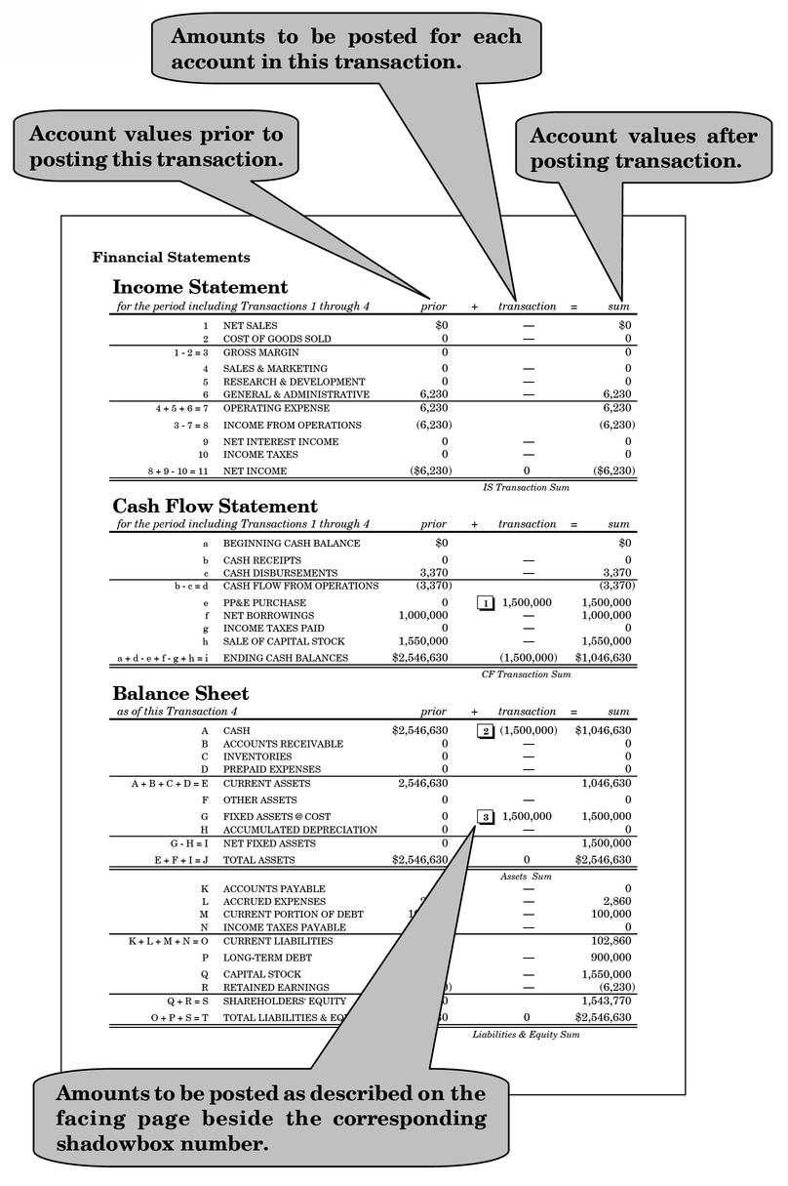 Amounts to be posted for each
account in this transaction.
Account values prior to
posting this transaction.
Account values after
posting transaction.
Financial Statements
Income Statement
for the period including Transactions 1 through 4 prior + transaction = sum
1 NET SALES $0 — $0
2 COST OF GOODS SOLD 0 — 0
1 - 2 = 3 GROSS MARGIN 0 0
4 SALES & MARKETING 0 — 0
5 RESEARCH & DEVELOPMENT 0 — 0
6 GENERAL & ADMINISTRATIVE 6,230 — 6,230
4 + 5 + 6 = 7 OPERATING EXPENSE 6,230 6,230
3 - 7 = 8 INCOME FROM OPERATIONS (6,230) (6,230)
9 NET INTEREST INCOME 0 — 0
10 INCOME TAXES 0 — 0
8 + 9 - 10 = 11 NET INCOME ($6,230) 0 ($6,230)
IS Transaction Sum
Cash Flow Statement
for the period including Transactions 1 through 4 prior + transaction = sum
a BEGINNING CASH BALANCE $0 $0
b CASH RECEIPTS 0 — 0
c CASH DISBURSEMENTS 3,370 — 3,370
b - c = d CASH FLOW FROM OPERATIONS (3,370) (3,370)
e PP&E PURCHASE 0 1 1,500,000 1,500,000
f NET BORROWINGS 1,000,000 — 1,000,000
g INCOME TAXES PAID 0 — 0
h SALE OF CAPITAL STOCK 1,550,000 — 1,550,000
a + d - e + f - g + h = i ENDING CASH BALANCES $2,546,630 (1,500,000) $1,046,630
CF Transaction Sum
Balance Sheet
as of this Transaction 4 prior + transaction = sum
A CASH $2,546,630 2 (1,500,000) $1,046,630
B ACCOUNTS RECEIVABLE 0 — 0
C INVENTORIES 0 — 0
D PREPAID EXPENSES 0 — 0
A + B + C + D = E CURRENT ASSETS 2,546,630 1,046,630
F OTHER ASSETS 0 — 0
G FIXED ASSETS @ COST 0 3 1,500,000 1,500,000
H ACCUMULATED DEPRECIATION 0 — 0
G - H = I NET FIXED ASSETS 0 1,500,000
E + F + I = J TOTAL ASSETS $2,546,630 0 $2,546,630
Assets Sum
K ACCOUNTS PAYABLE — 0
L ACCRUED EXPENSES — 2,860
M CURRENT PORTION OF DEBT — 100,000
N INCOME TAXES PAYABLE — 0
K + L + M + N = O CURRENT LIABILITIES 102,860
P LONG-TERM DEBT — 900,000
Q CAPITAL STOCK — 1,550,000
R RETAINED EARNINGS — (6,230)
Q + R = S SHAREHOLDERS' EQUITY 1,543,770
O + P + S = T TOTAL LIABILITIES & 0 $2,546,630
Liabilities & Equity Sum
Amounts to be posted as described on the
facing page beside the corresponding
shadowbox number.